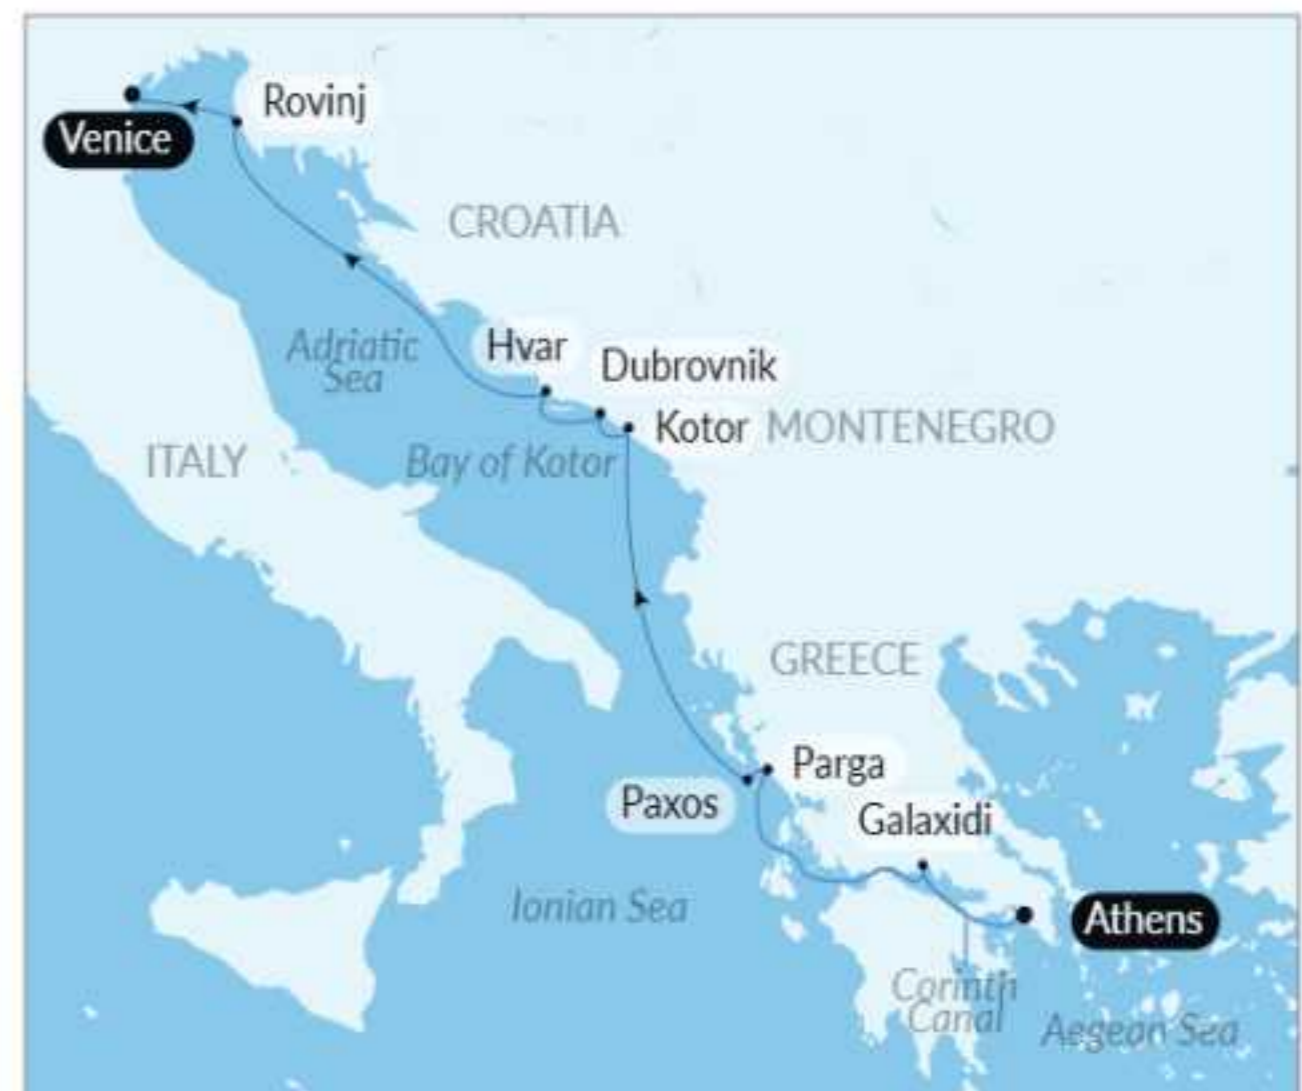 Rovinj
Venice
CROATIA
Adriatic
Sea
Hvar
Dubrovnik
Kotor
MONTENEGRO
ITALY
Bay of Kotor
GREECE
Parga
Paxos
Galaxidi
Ionian Sea
Athens
Corinth
Canal
Aegean Sea